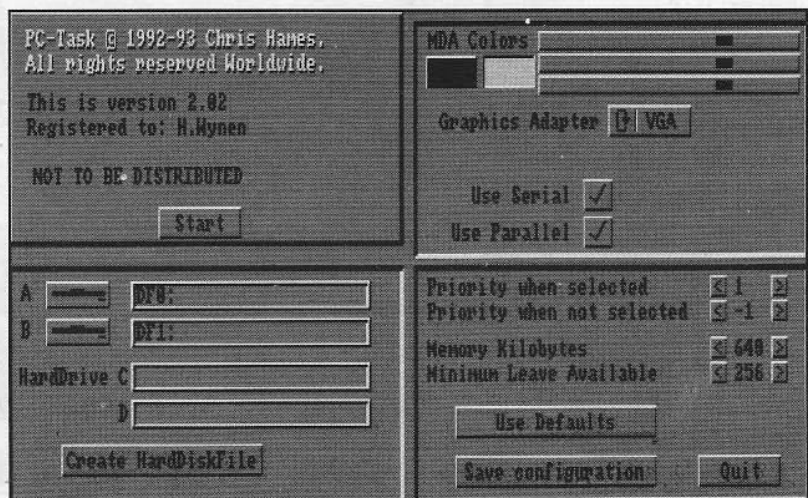 PC-Task © 1992-93 Chris Hames.
All rights reserved Worldwide.
This is version 2.02
Registered to: H.Wynen
NOT TO BE DISTRIBUTED
Start
MDA Colors
Graphics Adapter VGA
Use Serial
Use Parallel
A DF0:
B DF1:
HardDrive C
D
Create HardDiskFile
Priority when selected < 1 >
Priority when not selected < -1 >
Memory Kilobytes < 640 >
Minimum Leave Available < 256 >
Use Defaults
Save configuration Quit